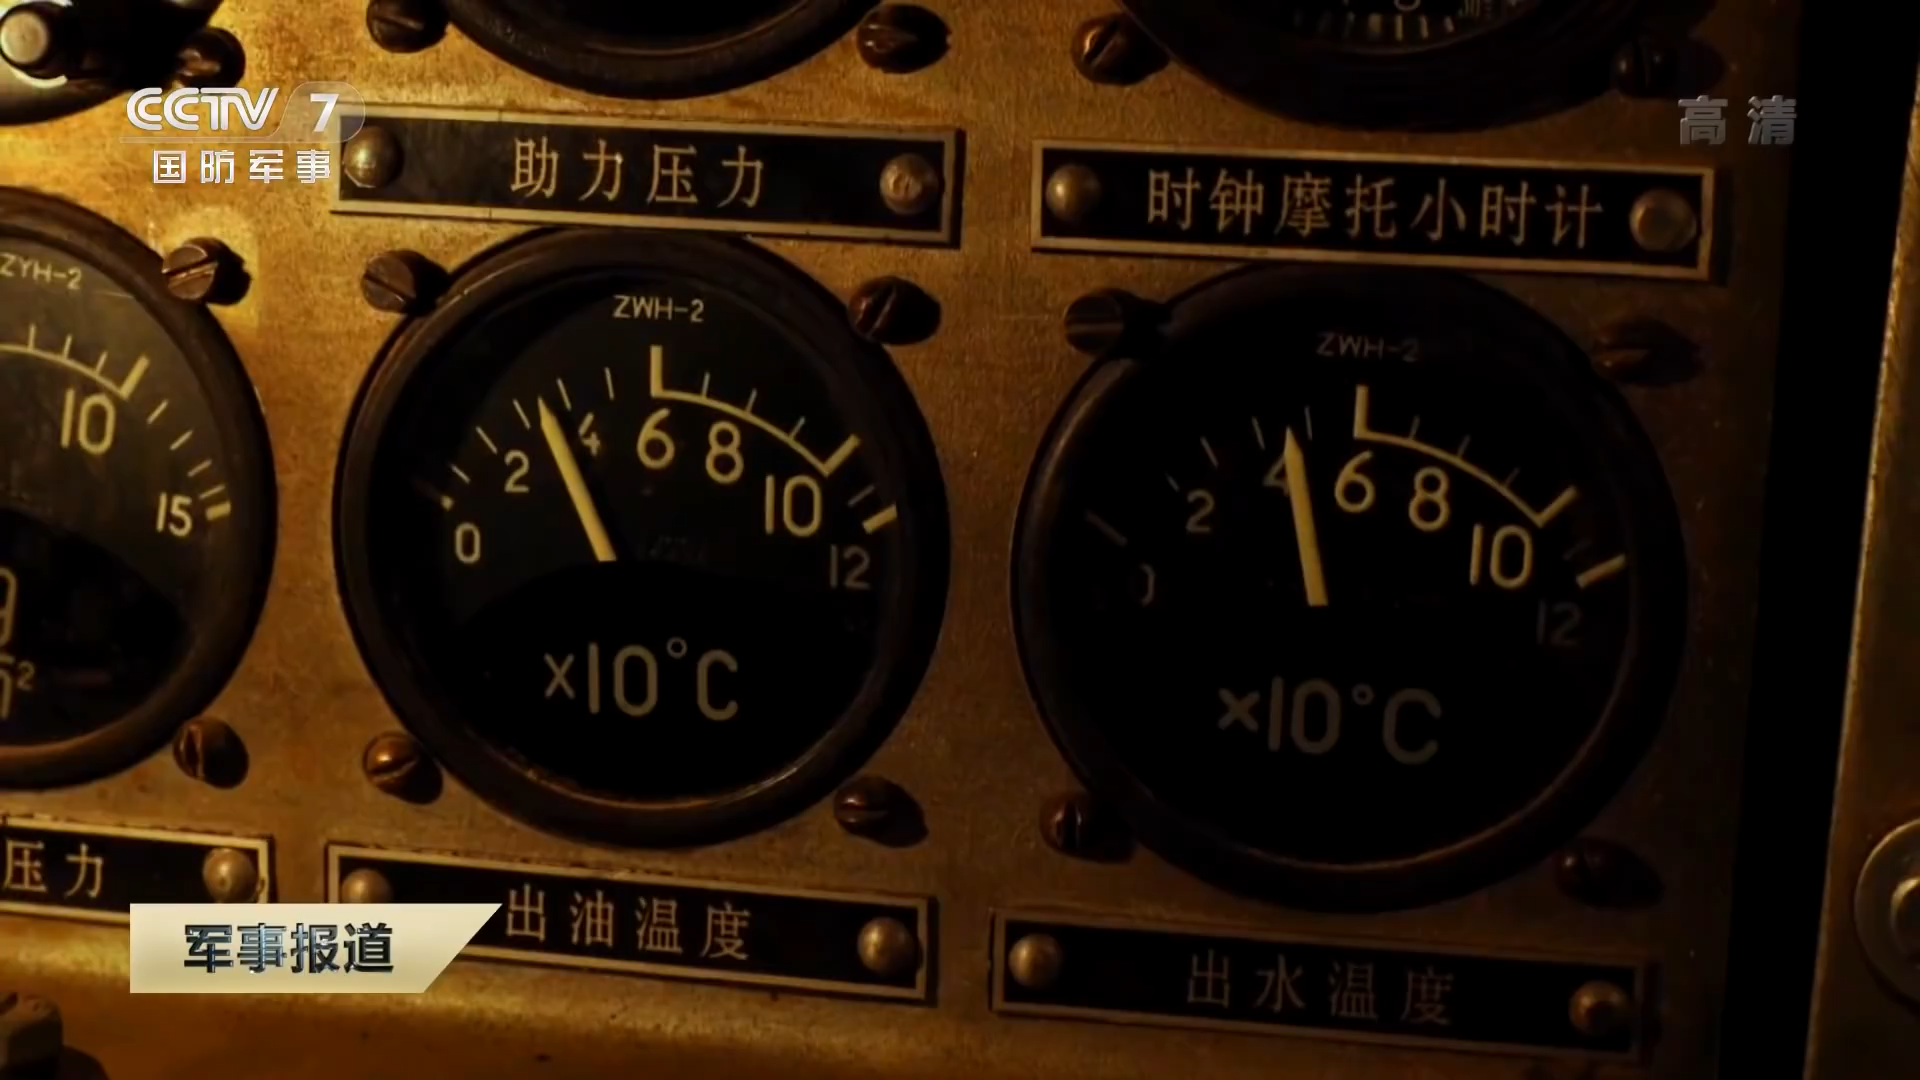 CCTV 7
国防军事
高清
助力压力
时钟摩托小时计
ZYH-2
10
15
ZWH-2
0 2 4 6 8 10 12
×10°C
ZWH-2
2 4 6 8 10 12
×10°C
压力
出油温度
出水温度
军事报道